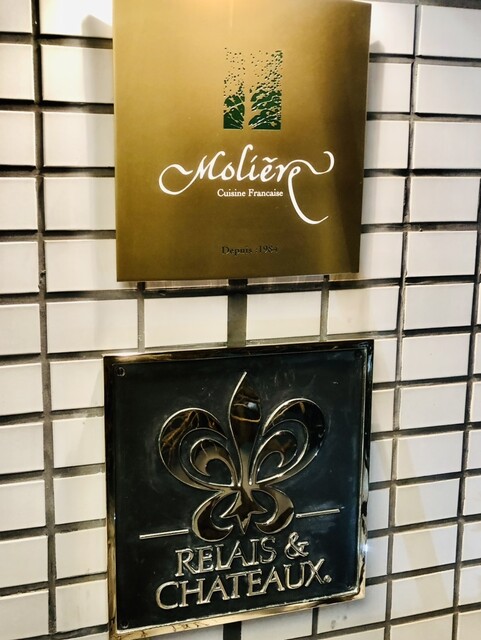 Molière
Cuisine Francaise
Depuis 1984
RELAIS &
CHATEAUX®